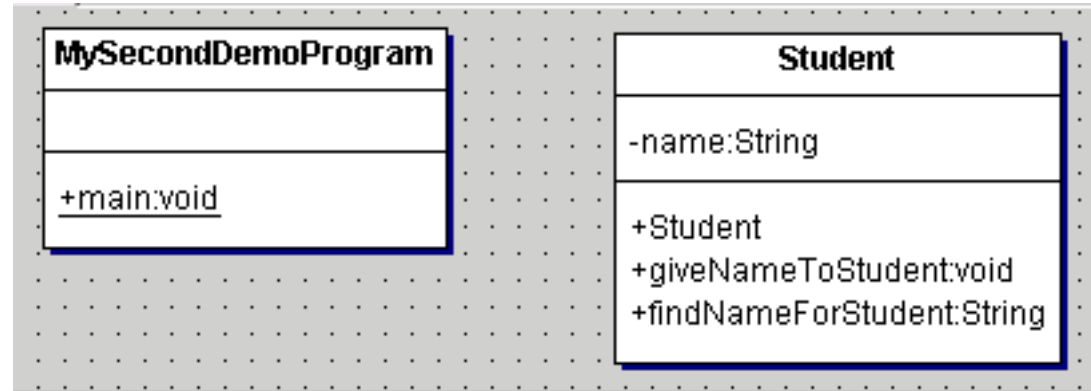 MySecondDemoProgram
+main:void
Student
-name:String
+Student
+giveNameToStudent:void
+findNameForStudent:String